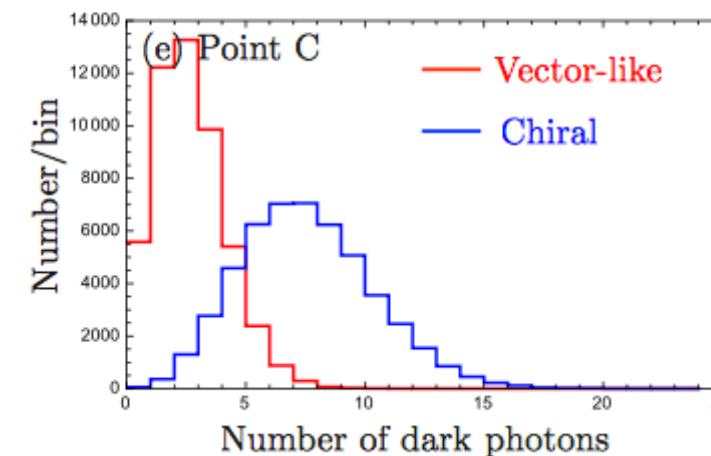 14 000
12 000
10 000
8000
6000
4000
2000
0
Number/bin
(e) Point C
Vector-like
Chiral
0 5 10 15 20
Number of dark photons